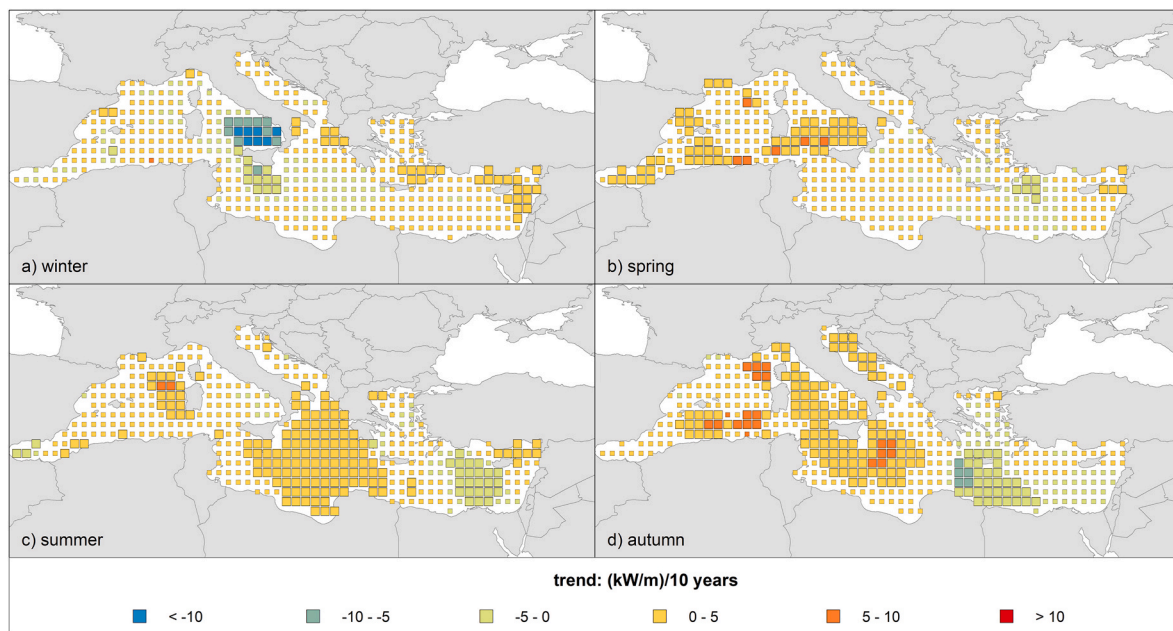 a) winter
b) spring
c) summer
d) autumn
trend: (kW/m)/10 years
< -10
-10 - -5
-5 - 0
0 - 5
5 - 10
> 10